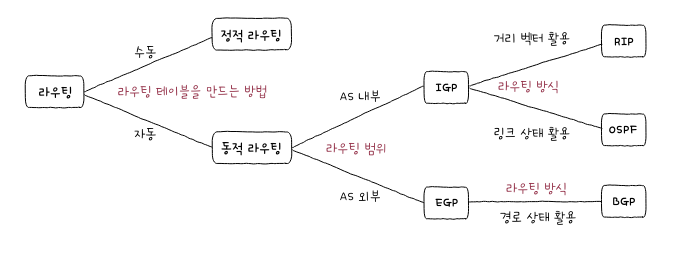 라우팅
수동
라우팅 테이블을 만드는 방법
자동
정적 라우팅
동적 라우팅
AS 내부
라우팅 범위
AS 외부
IGP
EGP
거리 벡터 활용
라우팅 방식
링크 상태 활용
라우팅 방식
경로 상태 활용
RIP
OSPF
BGP